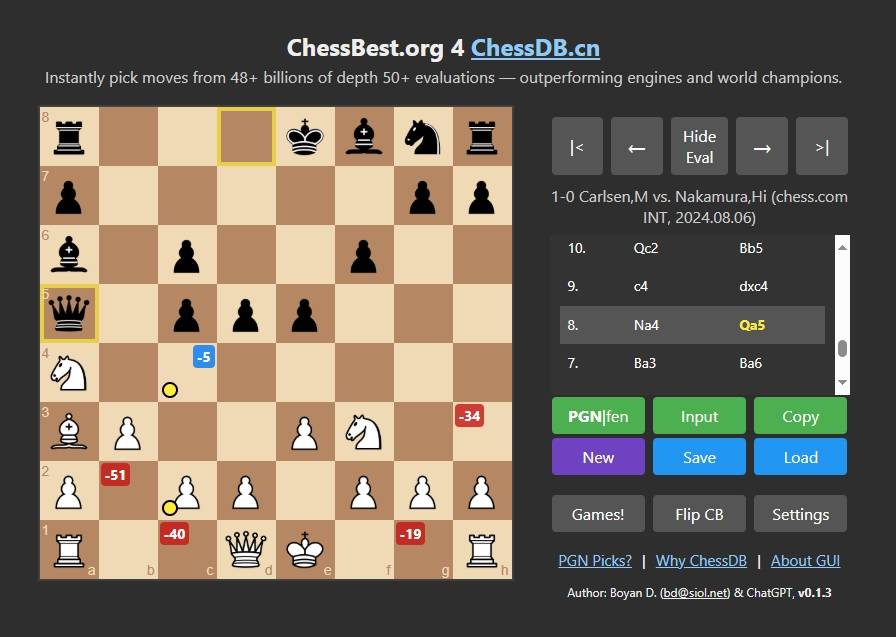 ChessBest.org 4 ChessDB.cn
Instantly pick moves from 48+ billions of depth 50+ evaluations — outperforming engines and world champions.
8
7
6
5
4
-5
3
-34
2
-51
1
-40
-19
a b c d e f g h
|< ← Hide Eval → >|
1-0 Carlsen,M vs. Nakamura,Hi (chess.com
INT, 2024.08.06)
10. Qc2 Bb5
9. c4 dxc4
8. Na4 Qa5
7. Ba3 Ba6
PGN|fen Input Copy
New Save Load
Games! Flip CB Settings
PGN Picks? | Why ChessDB | About GUI
Author: Boyan D. (bd@siol.net) & ChatGPT, v0.1.3